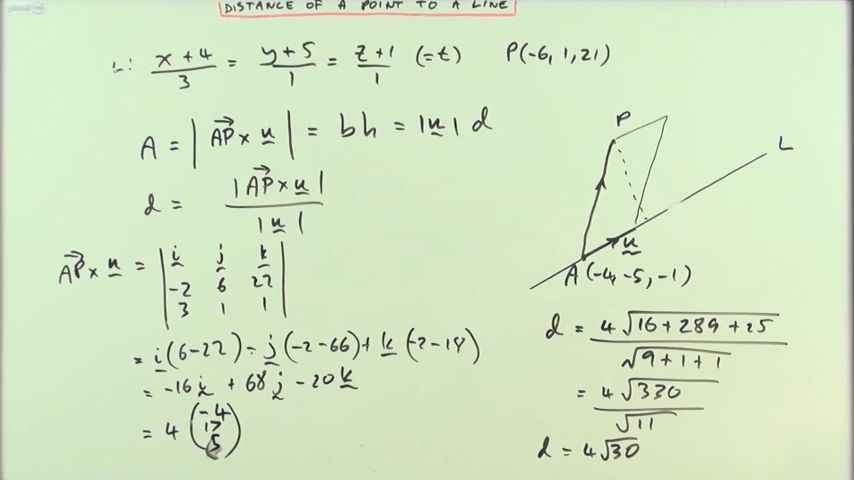 DISTANCE OF A POINT TO A LINE
L: (x+4)/3 = (y+5)/1 = (z+1)/1 (=t) P(-6, 1, 21)
A = |AP⃗ × u| = bh = |u| d
d = |AP⃗ × u| / |u|
AP⃗ × u = | i j k |
-2 6 22
3 1 1
= i(6-22) - j(-2-66) + k(-2-18)
= -16i + 68j - 20k
= 4 (-4
17
5)
P
L
u
A(-4, -5, -1)
d = 4√(16+289+25) / √(9+1+1)
= 4√330 / √11
d = 4√30